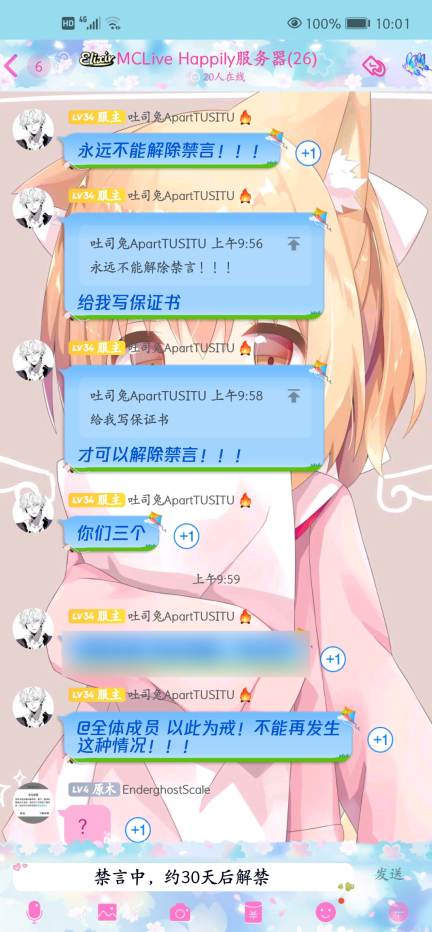 HD 4G 100% 10:01
6 Elixir MCLive Happily服务器(26)
20人在线
LV34 服主 吐司兔ApartTUSITU
永远不能解除禁言！！！
+1
LV34 服主 吐司兔ApartTUSITU
吐司兔ApartTUSITU 上午9:56
永远不能解除禁言！！！
给我写保证书
LV34 服主 吐司兔ApartTUSITU
吐司兔ApartTUSITU 上午9:58
给我写保证书
才可以解除禁言！！！
LV34 服主 吐司兔ApartTUSITU
你们三个
+1
上午9:59
LV34 服主 吐司兔ApartTUSITU
+1
LV34 服主 吐司兔ApartTUSITU
@全体成员 以此为戒！不能再发生
这种情况！！！
+1
LV4 原木 EnderghostScale
？
+1
禁言中，约30天后解禁 发送